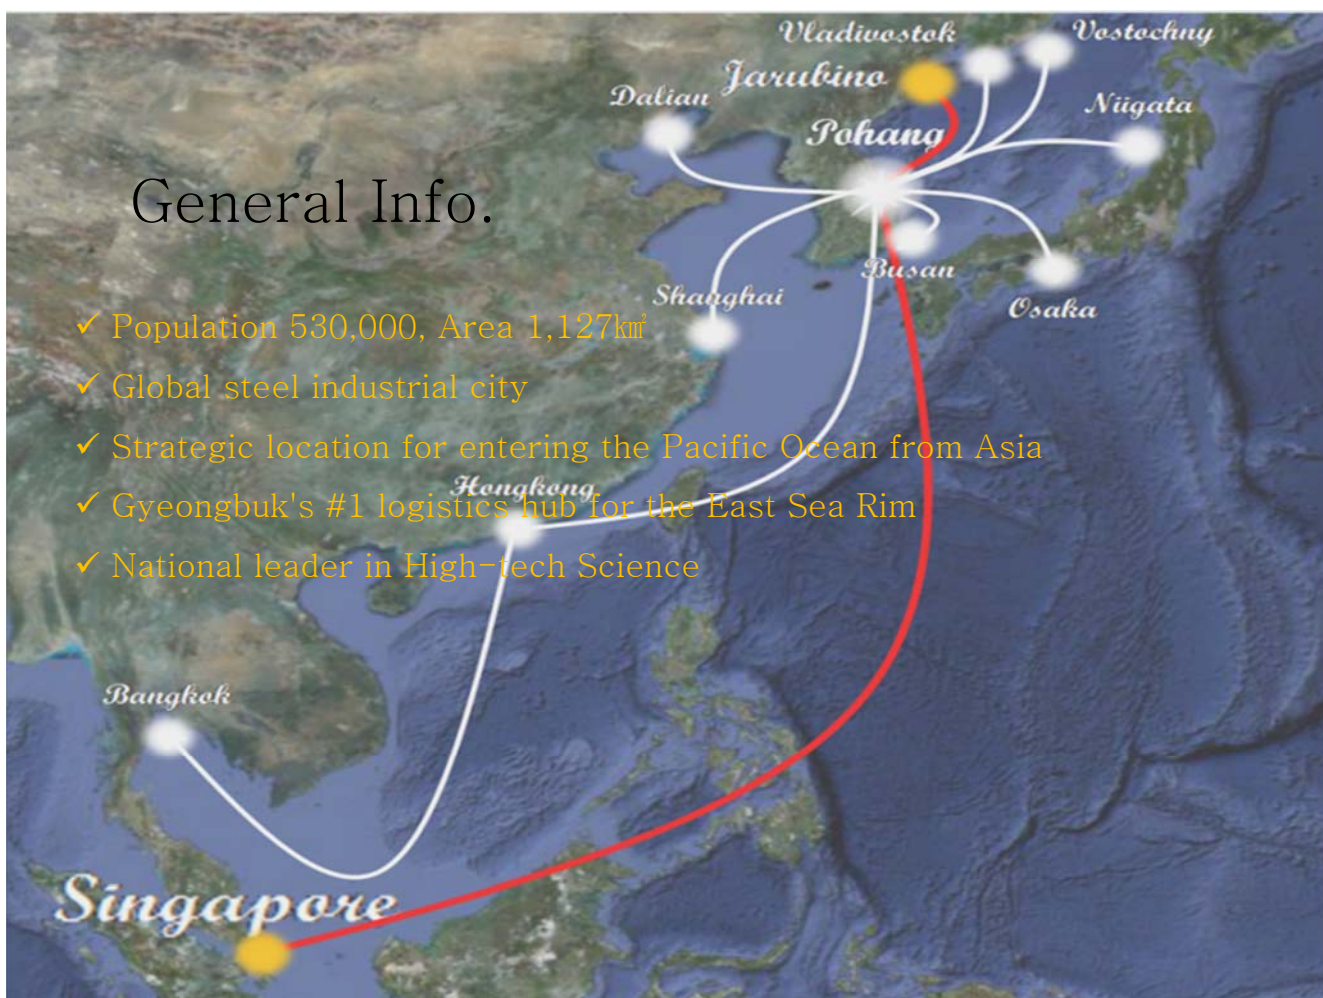 Vladivostok
Vostochny
Jarubino
Dalian
Niigata
Pohang
General Info.
Busan
Shanghai
Osaka
✓ Population 530,000, Area 1,127㎢
✓ Global steel industrial city
✓ Strategic location for entering the Pacific Ocean from Asia
Hongkong
✓ Gyeongbuk's #1 logistics hub for the East Sea Rim
✓ National leader in High-tech Science
Bangkok
Singapore